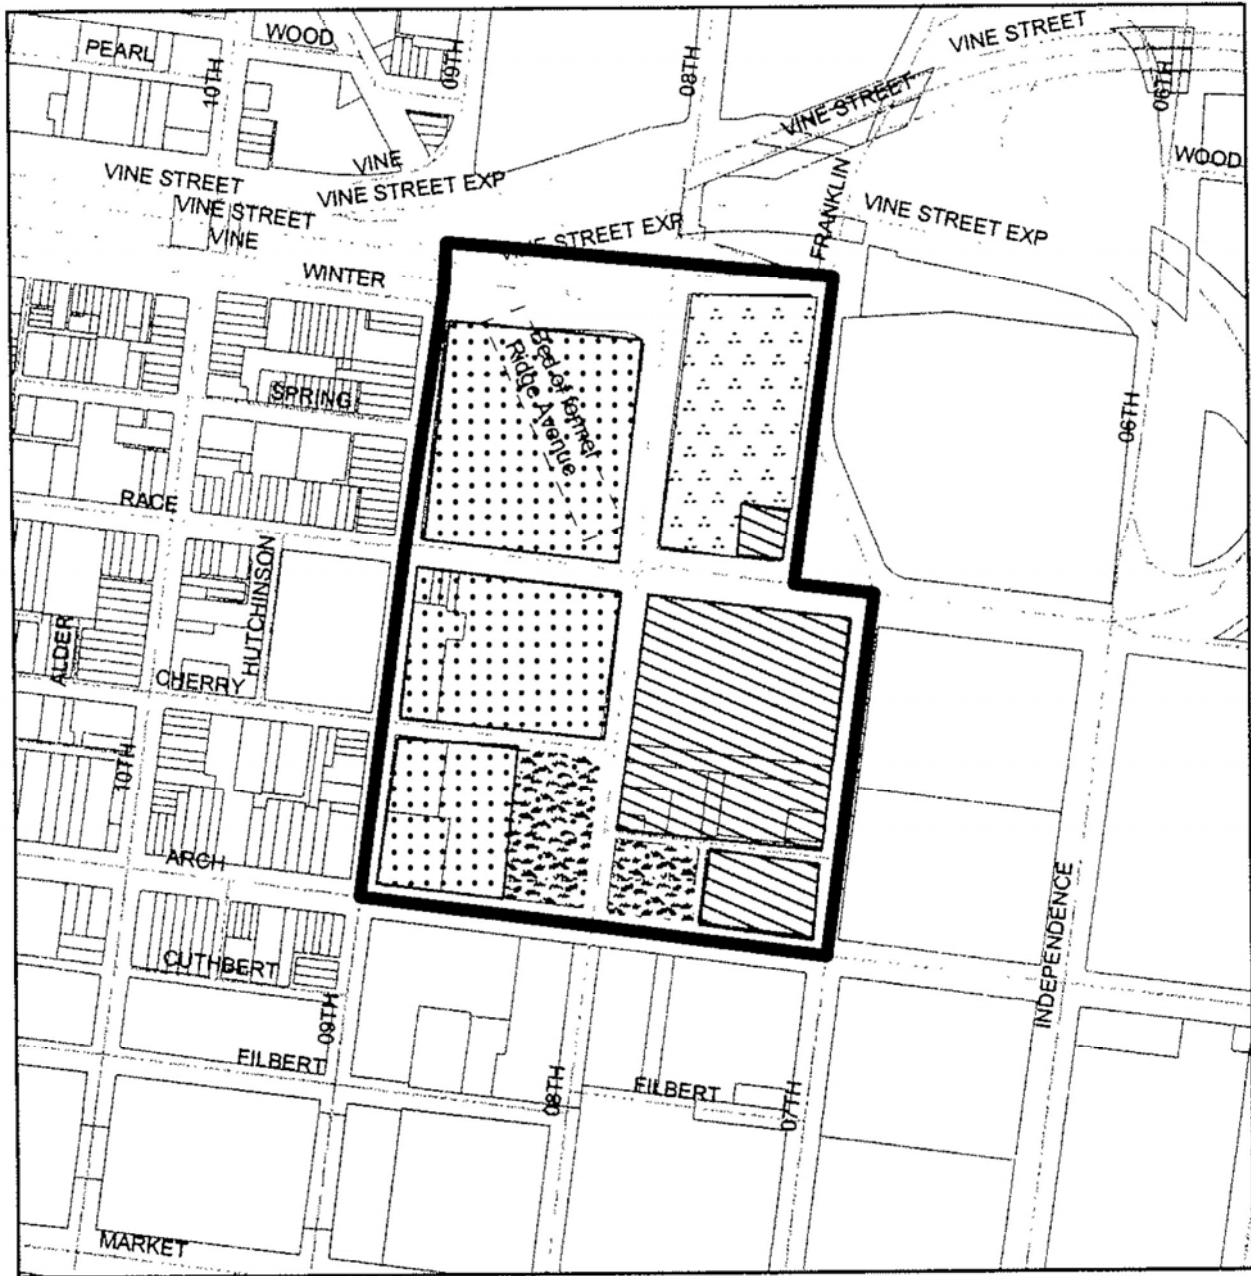 WOOD
PEARL
10TH
09TH
08TH
VINE STREET
06TH
VINE STREET
WOOD
VINE
VINE STREET
VINE STREET EXP
VINE STREET
VINE
FRANKLIN
VINE STREET EXP
VINE STREET EXP
WINTER
Bed of former
Ridge Avenue
SPRING
06TH
RACE
HUTCHINSON
ALDER
CHERRY
10TH
ARCH
CUTHBERT
INDEPENDENCE
09TH
FILBERT
08TH
FILBERT
07TH
MARKET